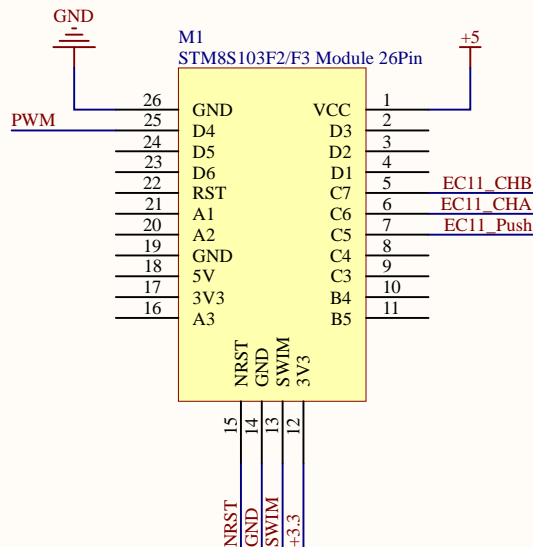 GND
M1
STM8S103F2/F3 Module 26Pin
+5
26 GND VCC 1
PWM 25 D4 D3 2
24 D5 D2 3
23 D6 D1 4
22 RST C7 5 EC11_CHB
21 A1 C6 6 EC11_CHA
20 A2 C5 7 EC11_Push
19 GND C4 8
18 5V C3 9
17 3V3 B4 10
16 A3 B5 11
NRST GND SWIM 3V3
15 14 13 12
NRST GND SWIM +3.3